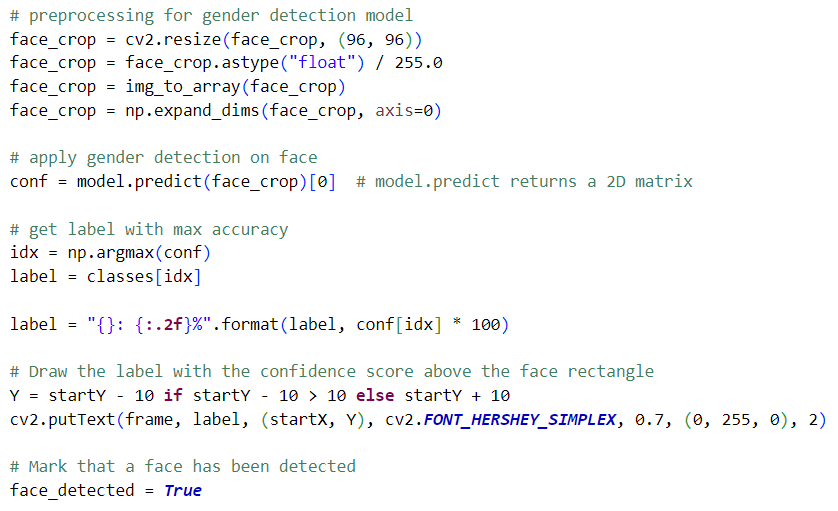 # preprocessing for gender detection model
face_crop = cv2.resize(face_crop, (96, 96))
face_crop = face_crop.astype("float") / 255.0
face_crop = img_to_array(face_crop)
face_crop = np.expand_dims(face_crop, axis=0)

# apply gender detection on face
conf = model.predict(face_crop)[0]  # model.predict returns a 2D matrix

# get label with max accuracy
idx = np.argmax(conf)
label = classes[idx]

label = "{}: {:.2f}%".format(label, conf[idx] * 100)

# Draw the label with the confidence score above the face rectangle
Y = startY - 10 if startY - 10 > 10 else startY + 10
cv2.putText(frame, label, (startX, Y), cv2.FONT_HERSHEY_SIMPLEX, 0.7, (0, 255, 0), 2)

# Mark that a face has been detected
face_detected = True